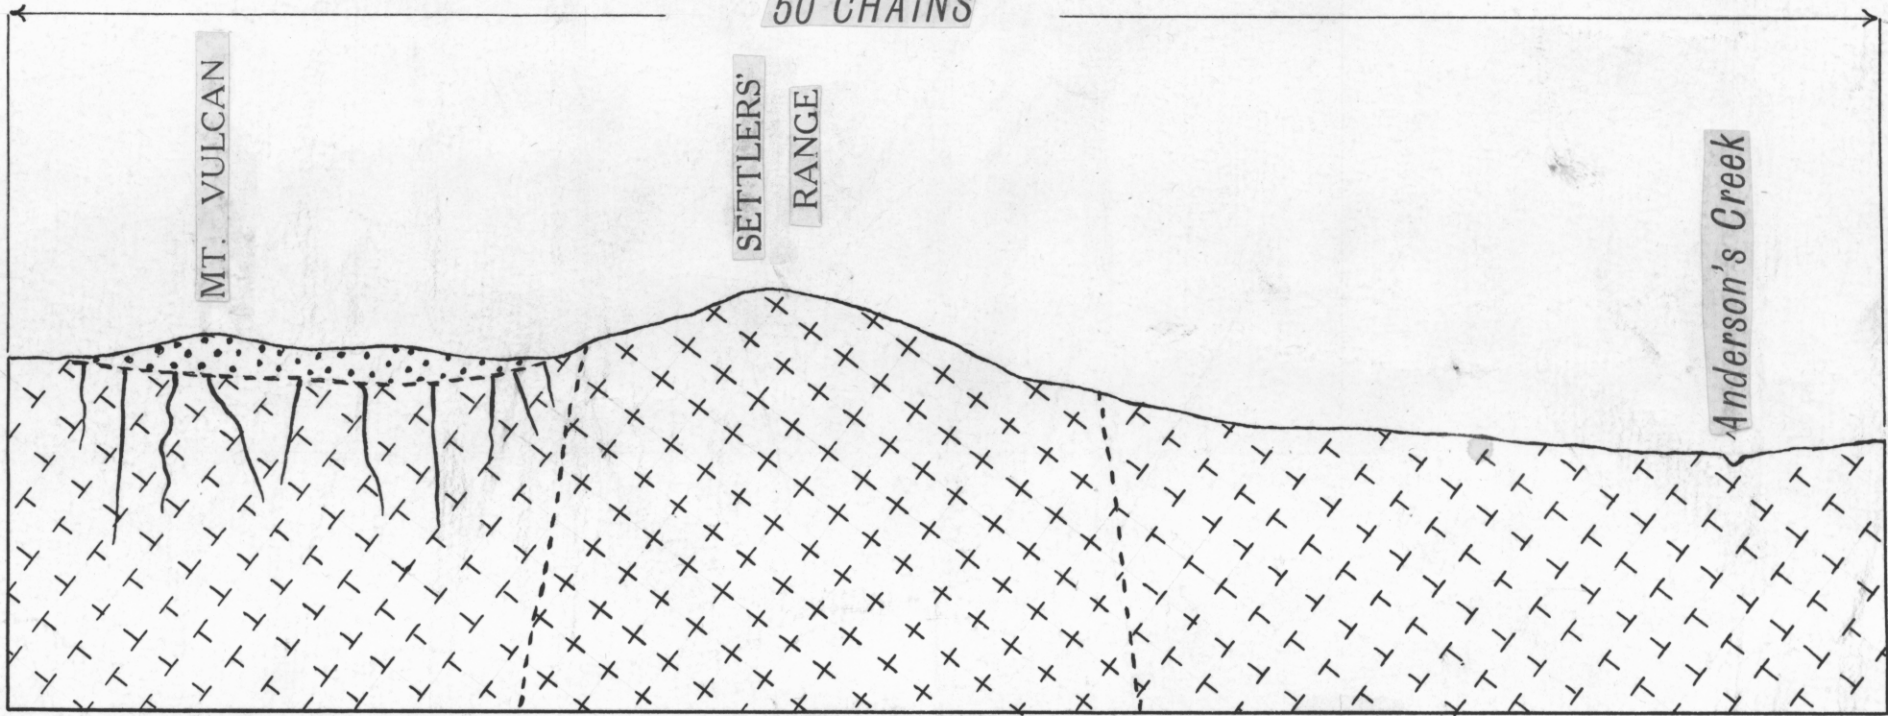 50 CHAINS
MT. VULCAN
SETTLERS'
RANGE
Anderson's Creek